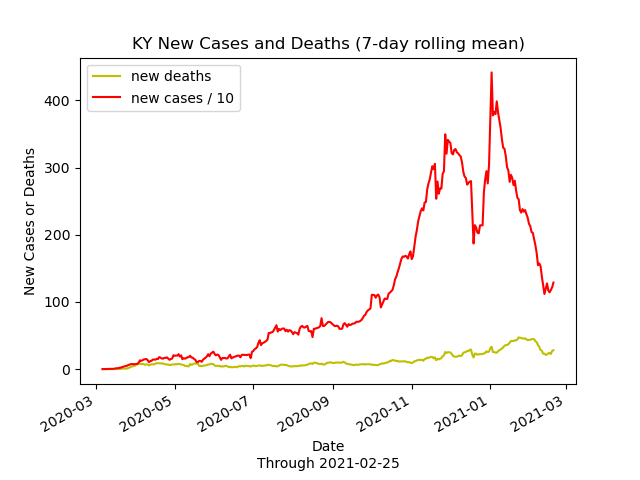 KY New Cases and Deaths (7-day rolling mean)
new deaths
new cases / 10
400
300
200
100
0
New Cases or Deaths
2020-03
2020-05
2020-07
2020-09
2020-11
2021-01
2021-03
Date
Through 2021-02-25